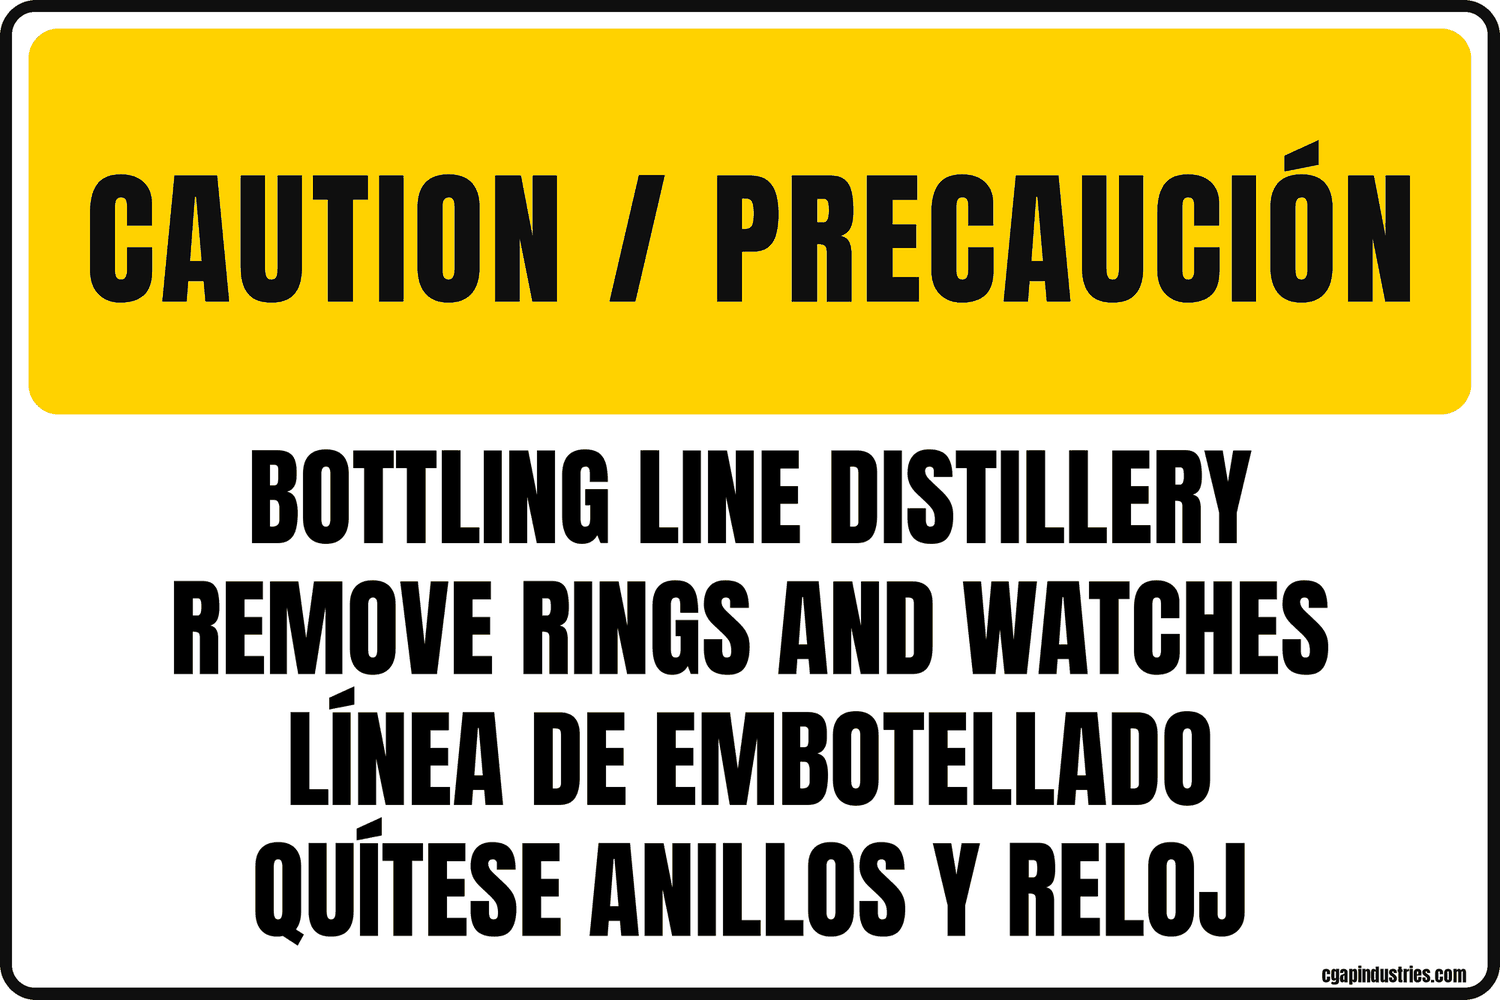 CAUTION / PRECAUCIÓN
BOTTLING LINE DISTILLERY
REMOVE RINGS AND WATCHES
LÍNEA DE EMBOTELLADO
QUÍTESE ANILLOS Y RELOJ
cgapindustries.com